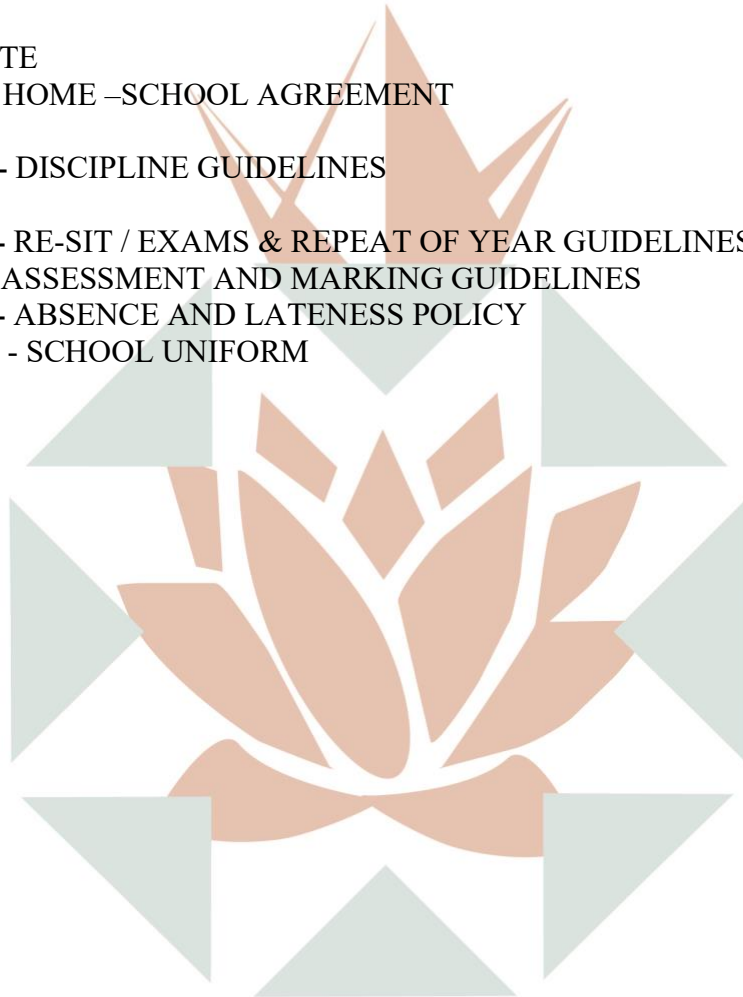 TE
HOME –SCHOOL AGREEMENT
- DISCIPLINE GUIDELINES
- RE-SIT / EXAMS & REPEAT OF YEAR GUIDELINES
ASSESSMENT AND MARKING GUIDELINES
- ABSENCE AND LATENESS POLICY
- SCHOOL UNIFORM